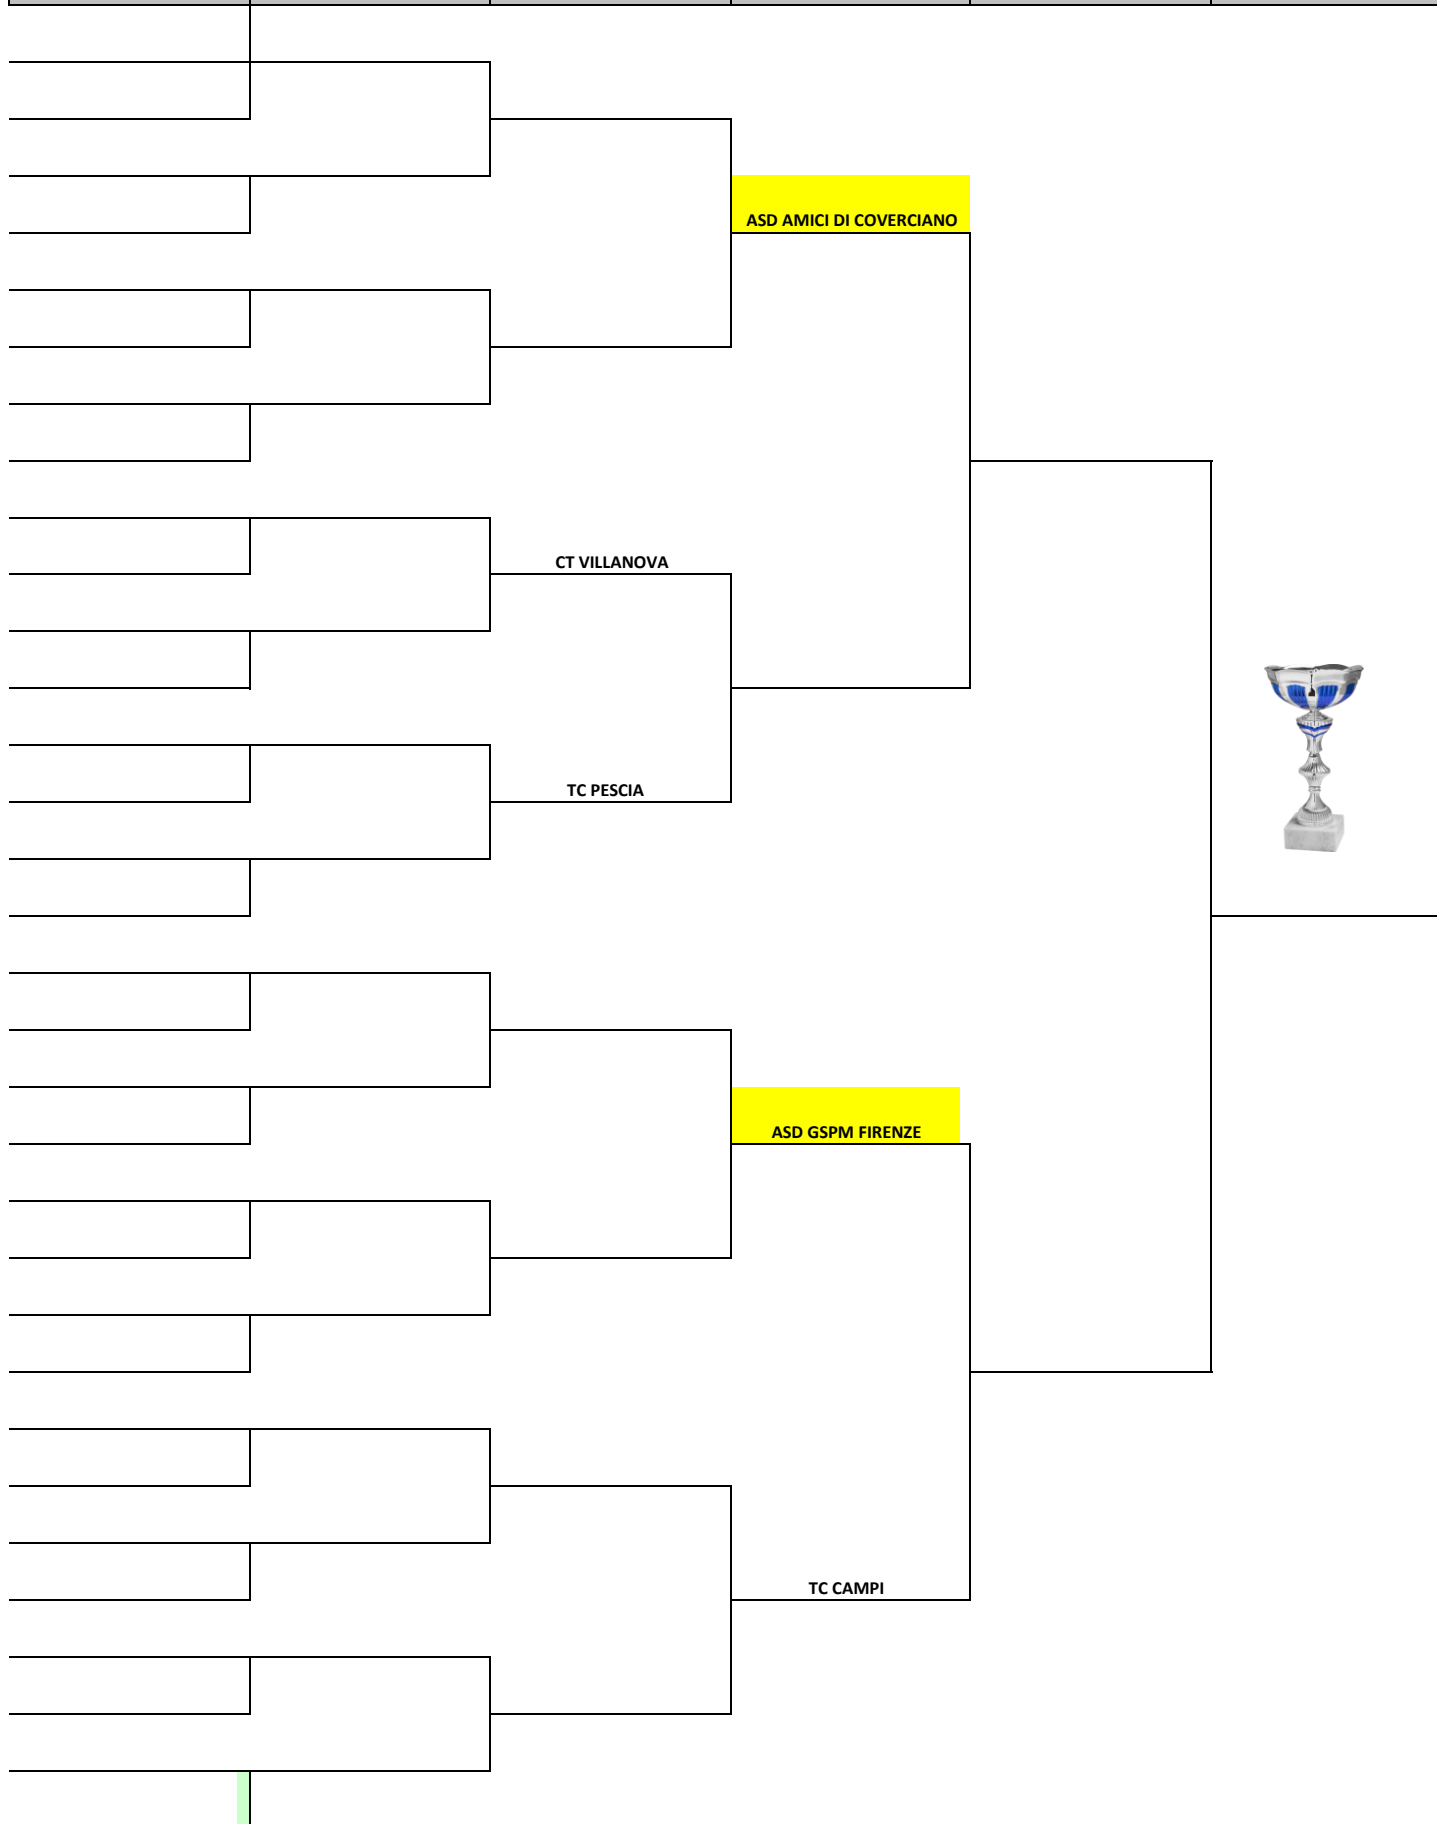 ASD AMICI DI COVERCIANO
CT VILLANOVA
TC PESCIA
ASD GSPM FIRENZE
TC CAMPI